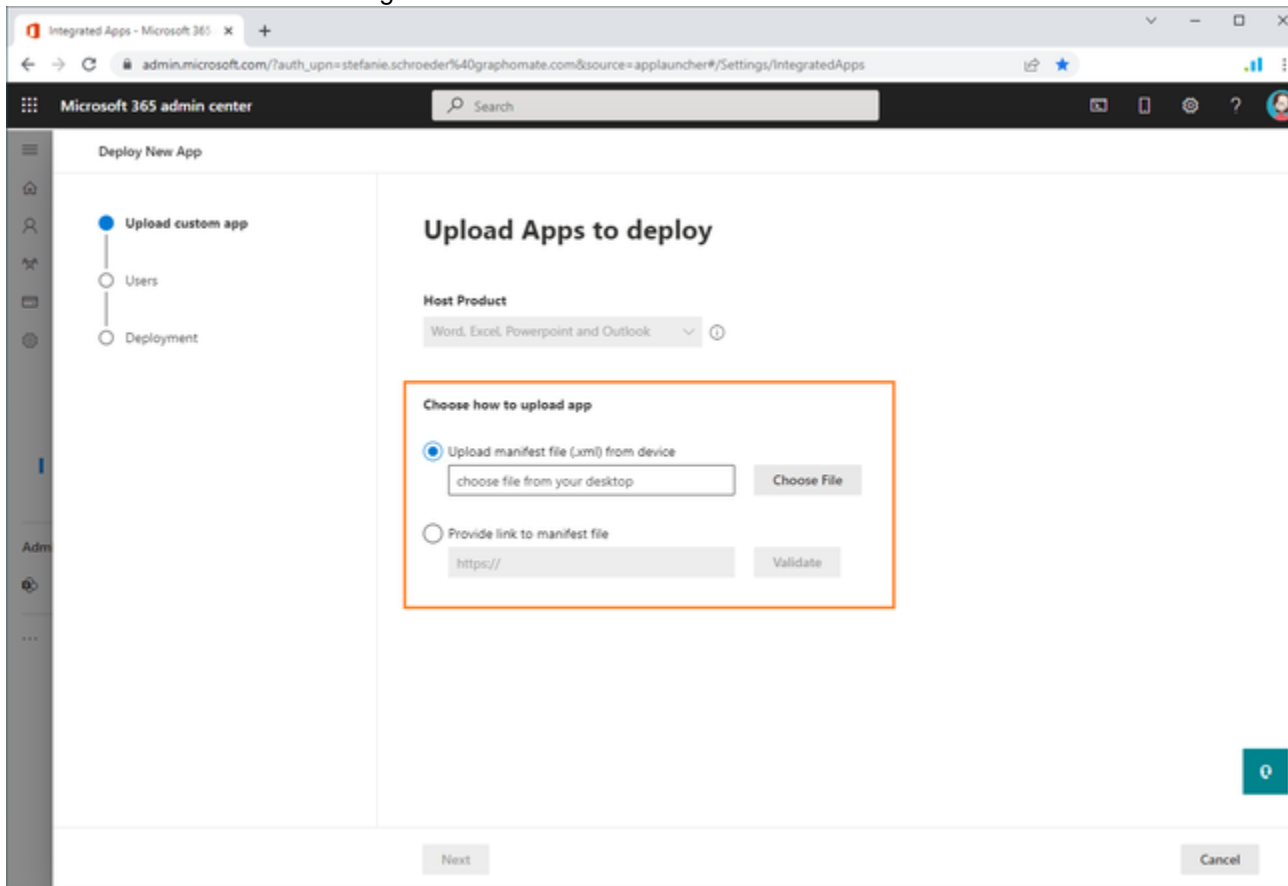 Integrated Apps - Microsoft 365
admin.microsoft.com/?auth_upn=stefanie.schroeder%40graphomate.com&source=applauncher#/Settings/IntegratedApps
Microsoft 365 admin center
Search
Deploy New App
Upload custom app
Users
Deployment
Upload Apps to deploy
Host Product
Word, Excel, Powerpoint and Outlook
Choose how to upload app
Upload manifest file (.xml) from device
choose file from your desktop
Choose File
Provide link to manifest file
https://
Validate
Adm
Next
Cancel